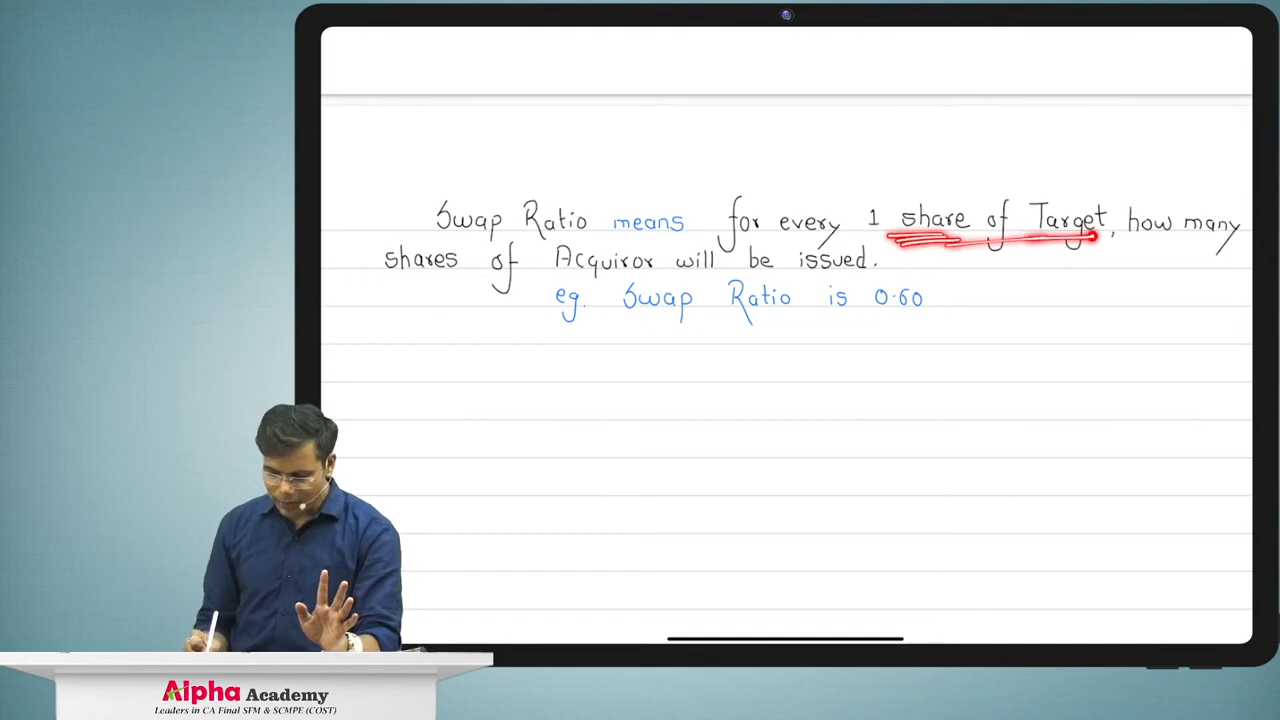 Swap Ratio means for every 1 share of Target, how many
shares of Acquiror will be issued.
eg. Swap Ratio is 0.60
Alpha Academy
Leaders in CA Final SFM & SCMPE (COST)